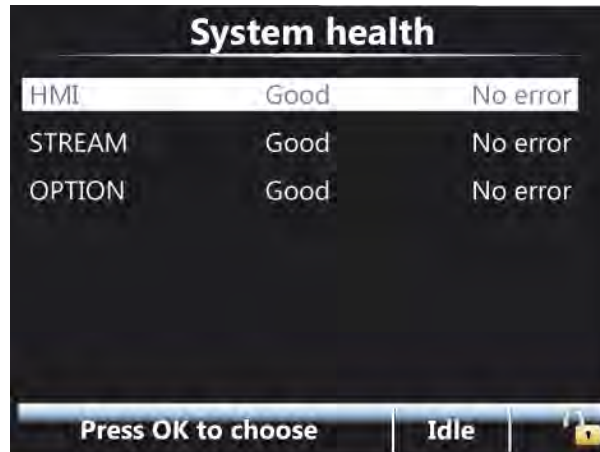 System health
HMI Good No error
STREAM Good No error
OPTION Good No error
Press OK to choose Idle